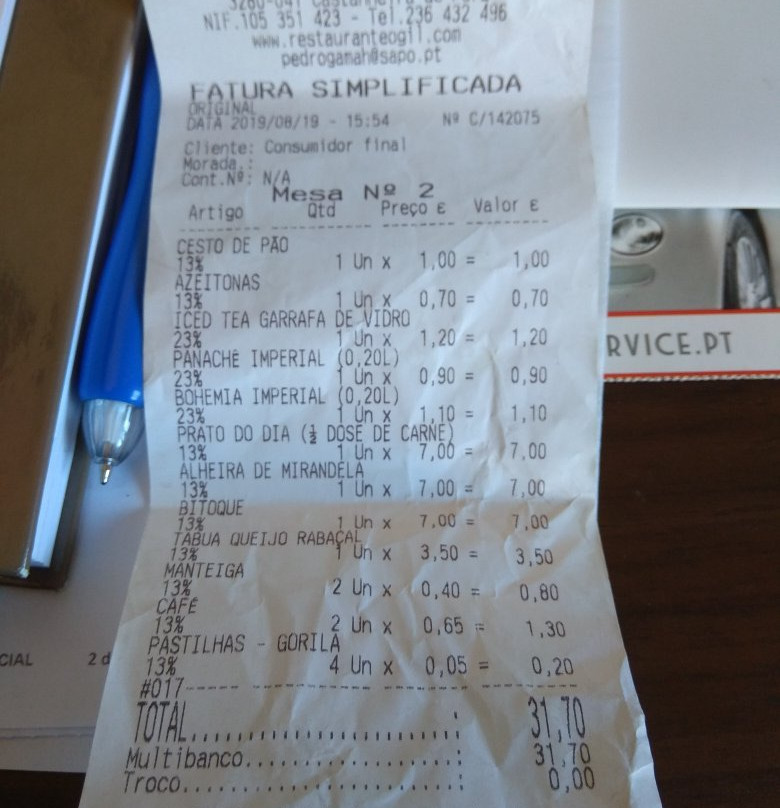 NIF.105 351 423 - Tel.236 432 496
www.restauranteogil.com
pedrogamah@sapo.pt
FATURA SIMPLIFICADA
ORIGINAL
DATA 2019/08/19 - 15:54 Nº C/142075
Cliente: Consumidor final
Morada.:
Cont.Nº: N/A
Mesa Nº 2
Artigo Qtd Preço £ Valor £
CESTO DE PÃO
13% 1 Un x 1,00 = 1,00
AZEITONAS
13% 1 Un x 0,70 = 0,70
ICED TEA GARRAFA DE VIDRO
23% 1 Un x 1,20 = 1,20
PANACHÉ IMPERIAL (0,20L)
23% 1 Un x 0,90 = 0,90
BOHEMIA IMPERIAL (0,20L)
23% 1 Un x 1,10 = 1,10
PRATO DO DIA (½ DOSE DE CARNE)
13% 1 Un x 7,00 = 7,00
ALHEIRA DE MIRANDELA
13% 1 Un x 7,00 = 7,00
BITOQUE
13% 1 Un x 7,00 = 7,00
TÁBUA QUEIJO RABAÇAL
13% 1 Un x 3,50 = 3,50
MANTEIGA
13% 2 Un x 0,40 = 0,80
CAFÉ
13% 2 Un x 0,65 = 1,30
PASTILHAS - GORILA
13% 4 Un x 0,05 = 0,20
#017
TOTAL......................: 31,70
Multibanco..................: 31,70
Troco.......................: 0,00
RVICE.PT
CIAL 2 d